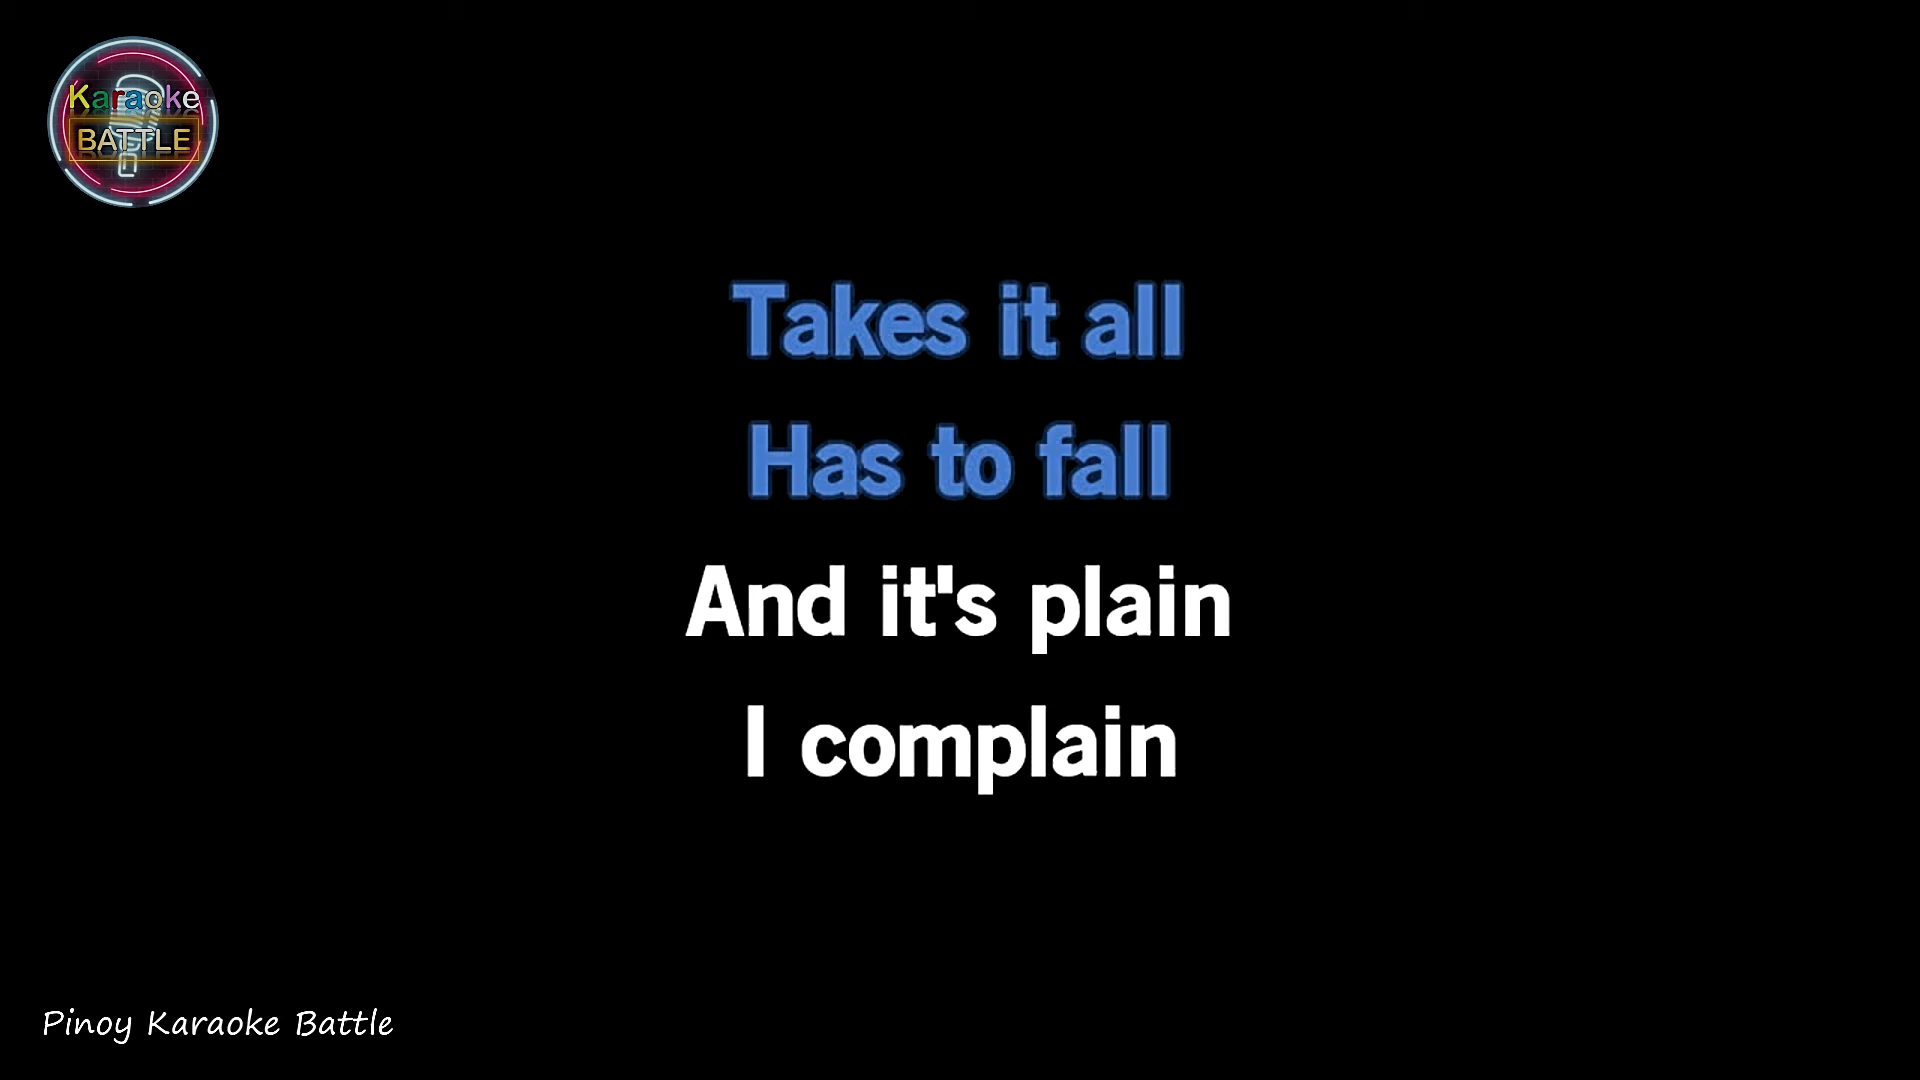 Karaoke
BATTLE
Takes it all
Has to fall
And it's plain
I complain
Pinoy Karaoke Battle